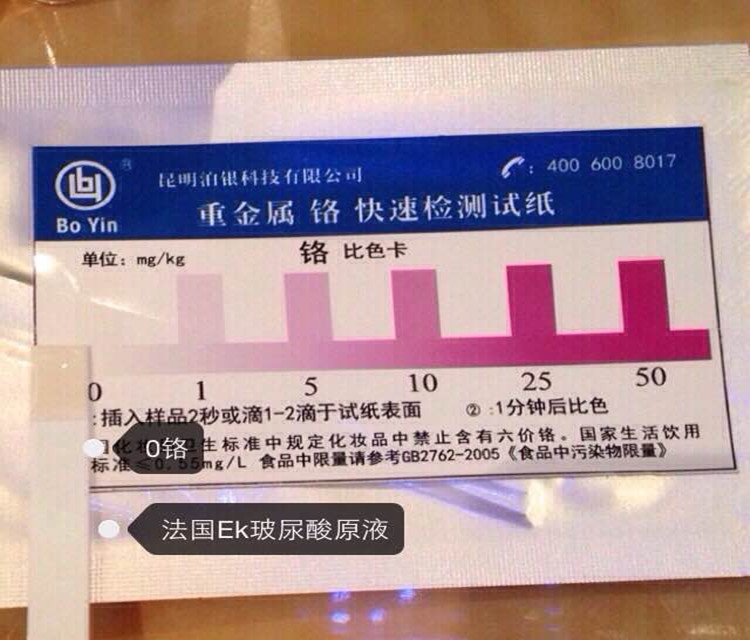 昆明泊银科技有限公司
: 400 600 8017
Bo Yin
重金属 铬 快速检测试纸
单位: mg/kg
铬 比色卡
0 1 5 10 25 50
:插入样品2秒或滴1-2滴于试纸表面 ②:1分钟后比色
生标准中规定化妆品中禁止含有六价铬。国家生活饮用
标准≤0.55mg/L 食品中限量请参考GB2762-2005《食品中污染物限量》
0铬
法国Ek玻尿酸原液